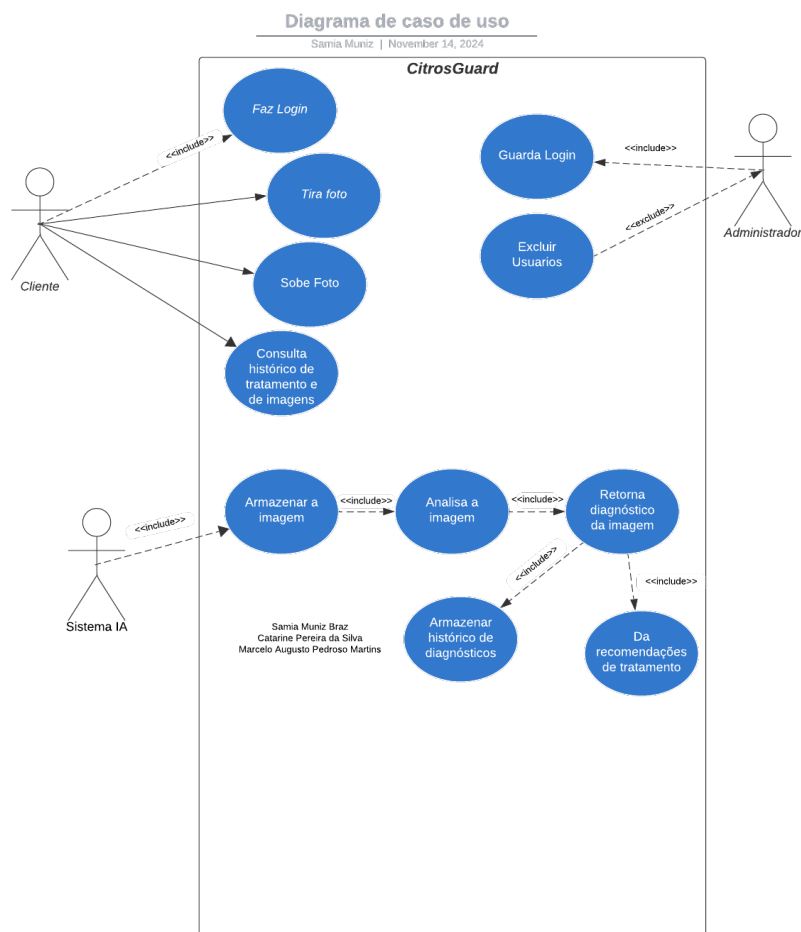 Diagrama de caso de uso
Samia Muniz | November 14, 2024
CitrosGuard
Faz Login
<<include>>
Tira foto
Sobe Foto
Consulta
histórico de
tratamento e
de imagens
Cliente
Guarda Login
<<include>>
Excluir
Usuarios
<<exclude>>
Administrador
Armazenar a
imagem
<<include>>
Analisa a
imagem
<<include>>
Retorna
diagnóstico
da imagem
<<include>>
Sistema IA
<<include>>
<<include>>
Samia Muniz Braz
Catarine Pereira da Silva
Marcelo Augusto Pedroso Martins
Armazenar
histórico de
diagnósticos
Da
recomendações
de tratamento